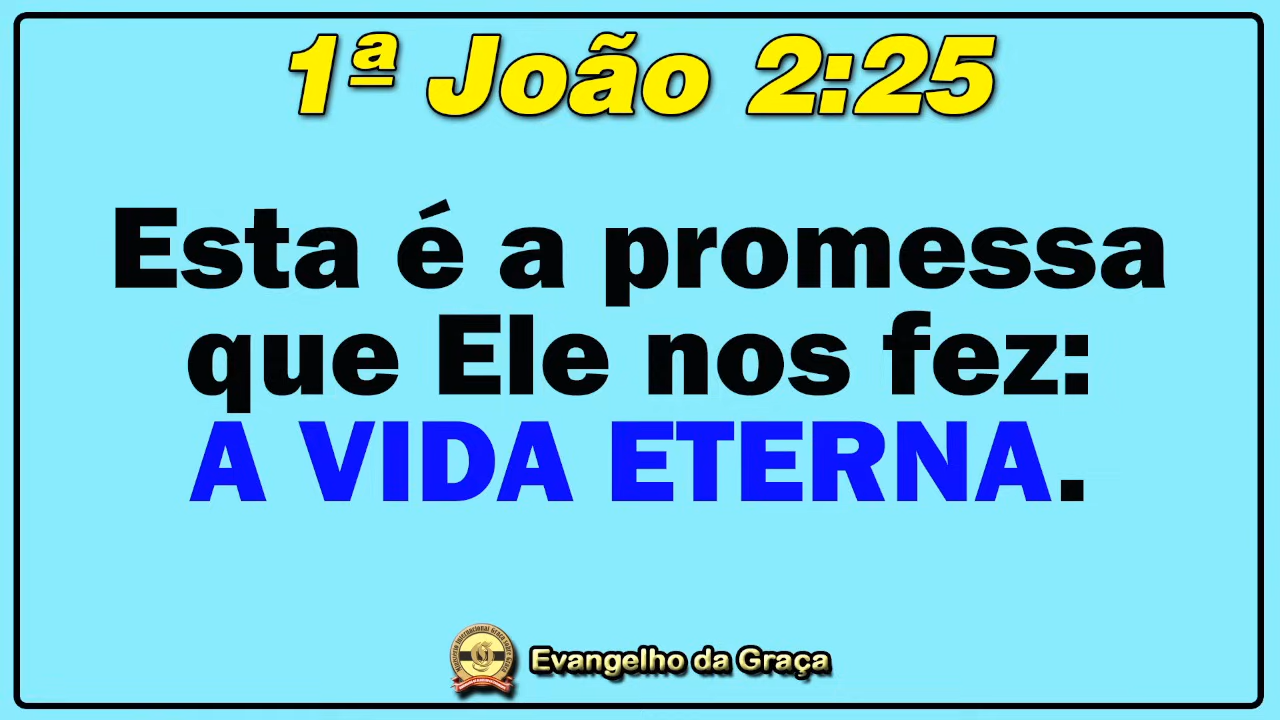 1ª João 2:25
Esta é a promessa
que Ele nos fez:
A VIDA ETERNA.
Evangelho da Graça